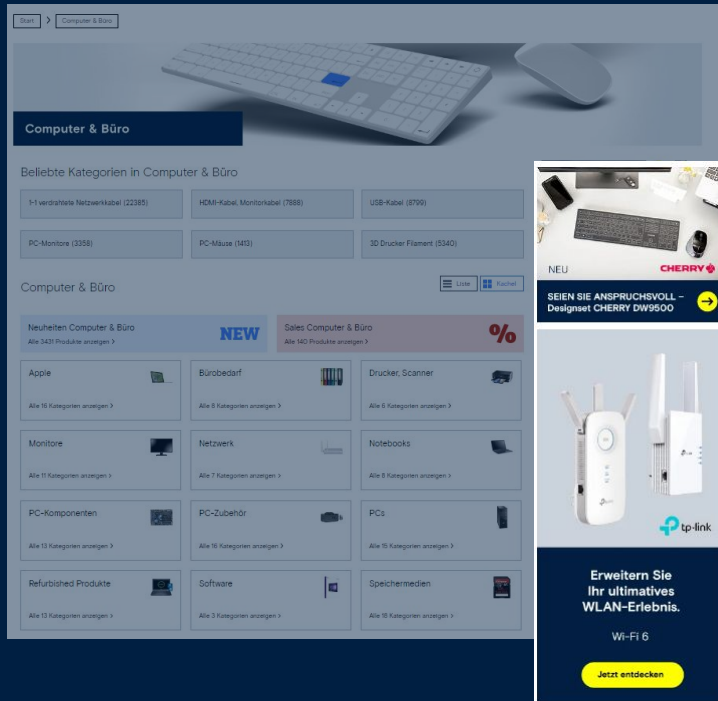 Start > Computer & Büro
Computer & Büro
Beliebte Kategorien in Computer & Büro
1-1 verdrahtete Netzwerkkabel (22385)
HDMI-Kabel, Monitorkabel (7888)
USB-Kabel (8799)
PC-Monitore (3358)
PC-Mäuse (1413)
3D Drucker Filament (5340)
Computer & Büro
Liste
Kachel
Neuheiten Computer & Büro
Alle 3431 Produkte anzeigen >
NEW
Sales Computer & Büro
Alle 140 Produkte anzeigen >
%
Apple
Alle 16 Kategorien anzeigen >
Bürobedarf
Alle 8 Kategorien anzeigen >
Drucker, Scanner
Alle 6 Kategorien anzeigen >
Monitore
Alle 11 Kategorien anzeigen >
Netzwerk
Alle 7 Kategorien anzeigen >
Notebooks
Alle 8 Kategorien anzeigen >
PC-Komponenten
Alle 13 Kategorien anzeigen >
PC-Zubehör
Alle 16 Kategorien anzeigen >
PCs
Alle 15 Kategorien anzeigen >
Refurbished Produkte
Alle 13 Kategorien anzeigen >
Software
Alle 3 Kategorien anzeigen >
Speichermedien
Alle 18 Kategorien anzeigen >
NEU
CHERRY
SEIEN SIE ANSPRUCHSVOLL –
Designset CHERRY DW9500
tp-link
Erweitern Sie
Ihr ultimatives
WLAN-Erlebnis.
Wi-Fi 6
Jetzt entdecken